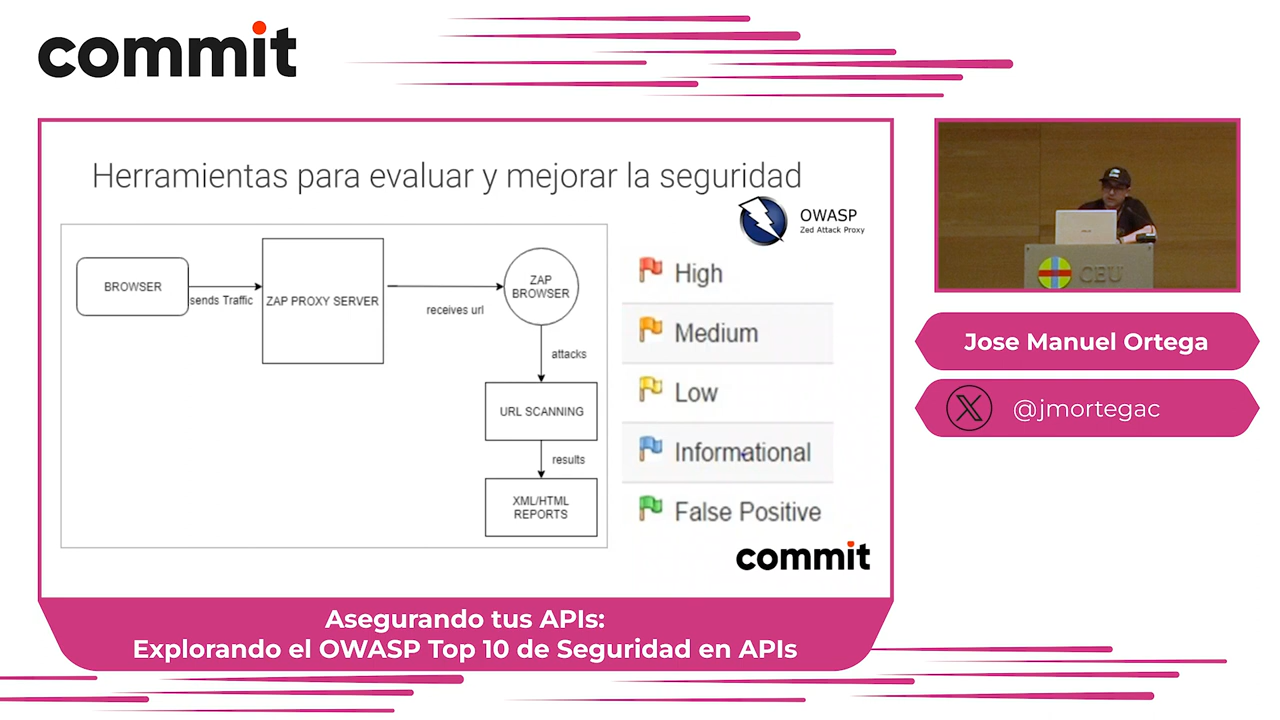 commit
Herramientas para evaluar y mejorar la seguridad
OWASP
Zed Attack Proxy
BROWSER
sends Traffic
ZAP PROXY SERVER
receives url
ZAP
BROWSER
attacks
URL SCANNING
results
XML/HTML
REPORTS
High
Medium
Low
Informational
False Positive
commit
CEU
Jose Manuel Ortega
@jmortegac
Asegurando tus APIs:
Explorando el OWASP Top 10 de Seguridad en APIs